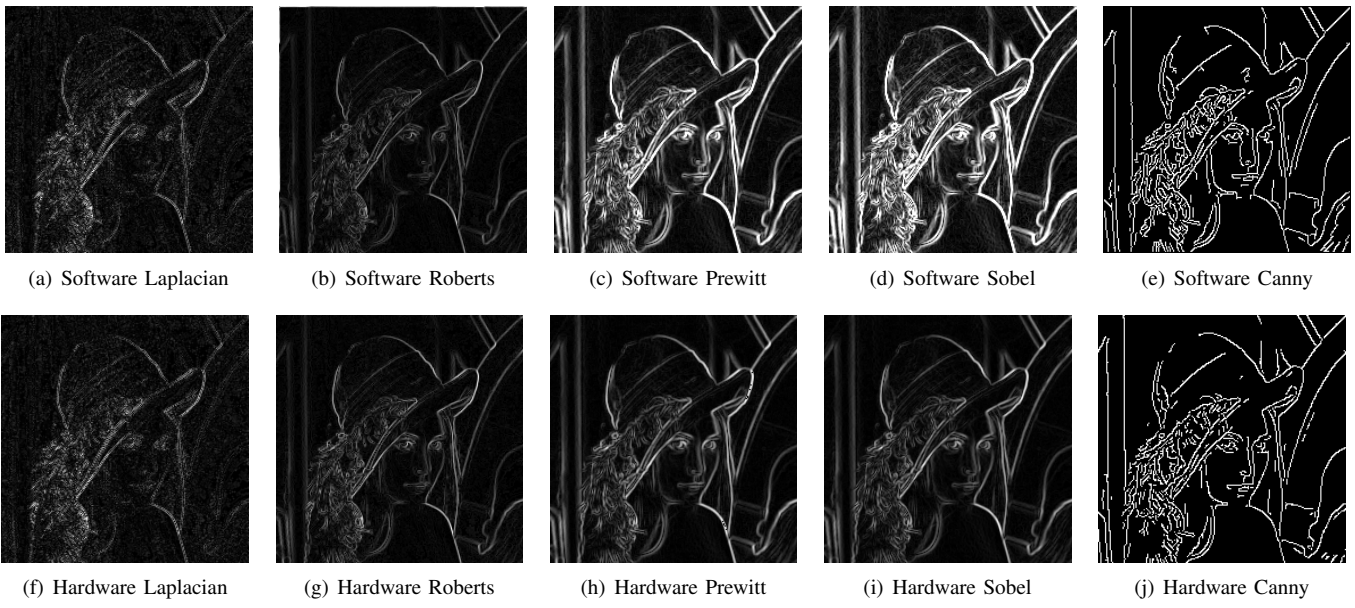 (a) Software Laplacian
(b) Software Roberts
(c) Software Prewitt
(d) Software Sobel
(e) Software Canny
(f) Hardware Laplacian
(g) Hardware Roberts
(h) Hardware Prewitt
(i) Hardware Sobel
(j) Hardware Canny